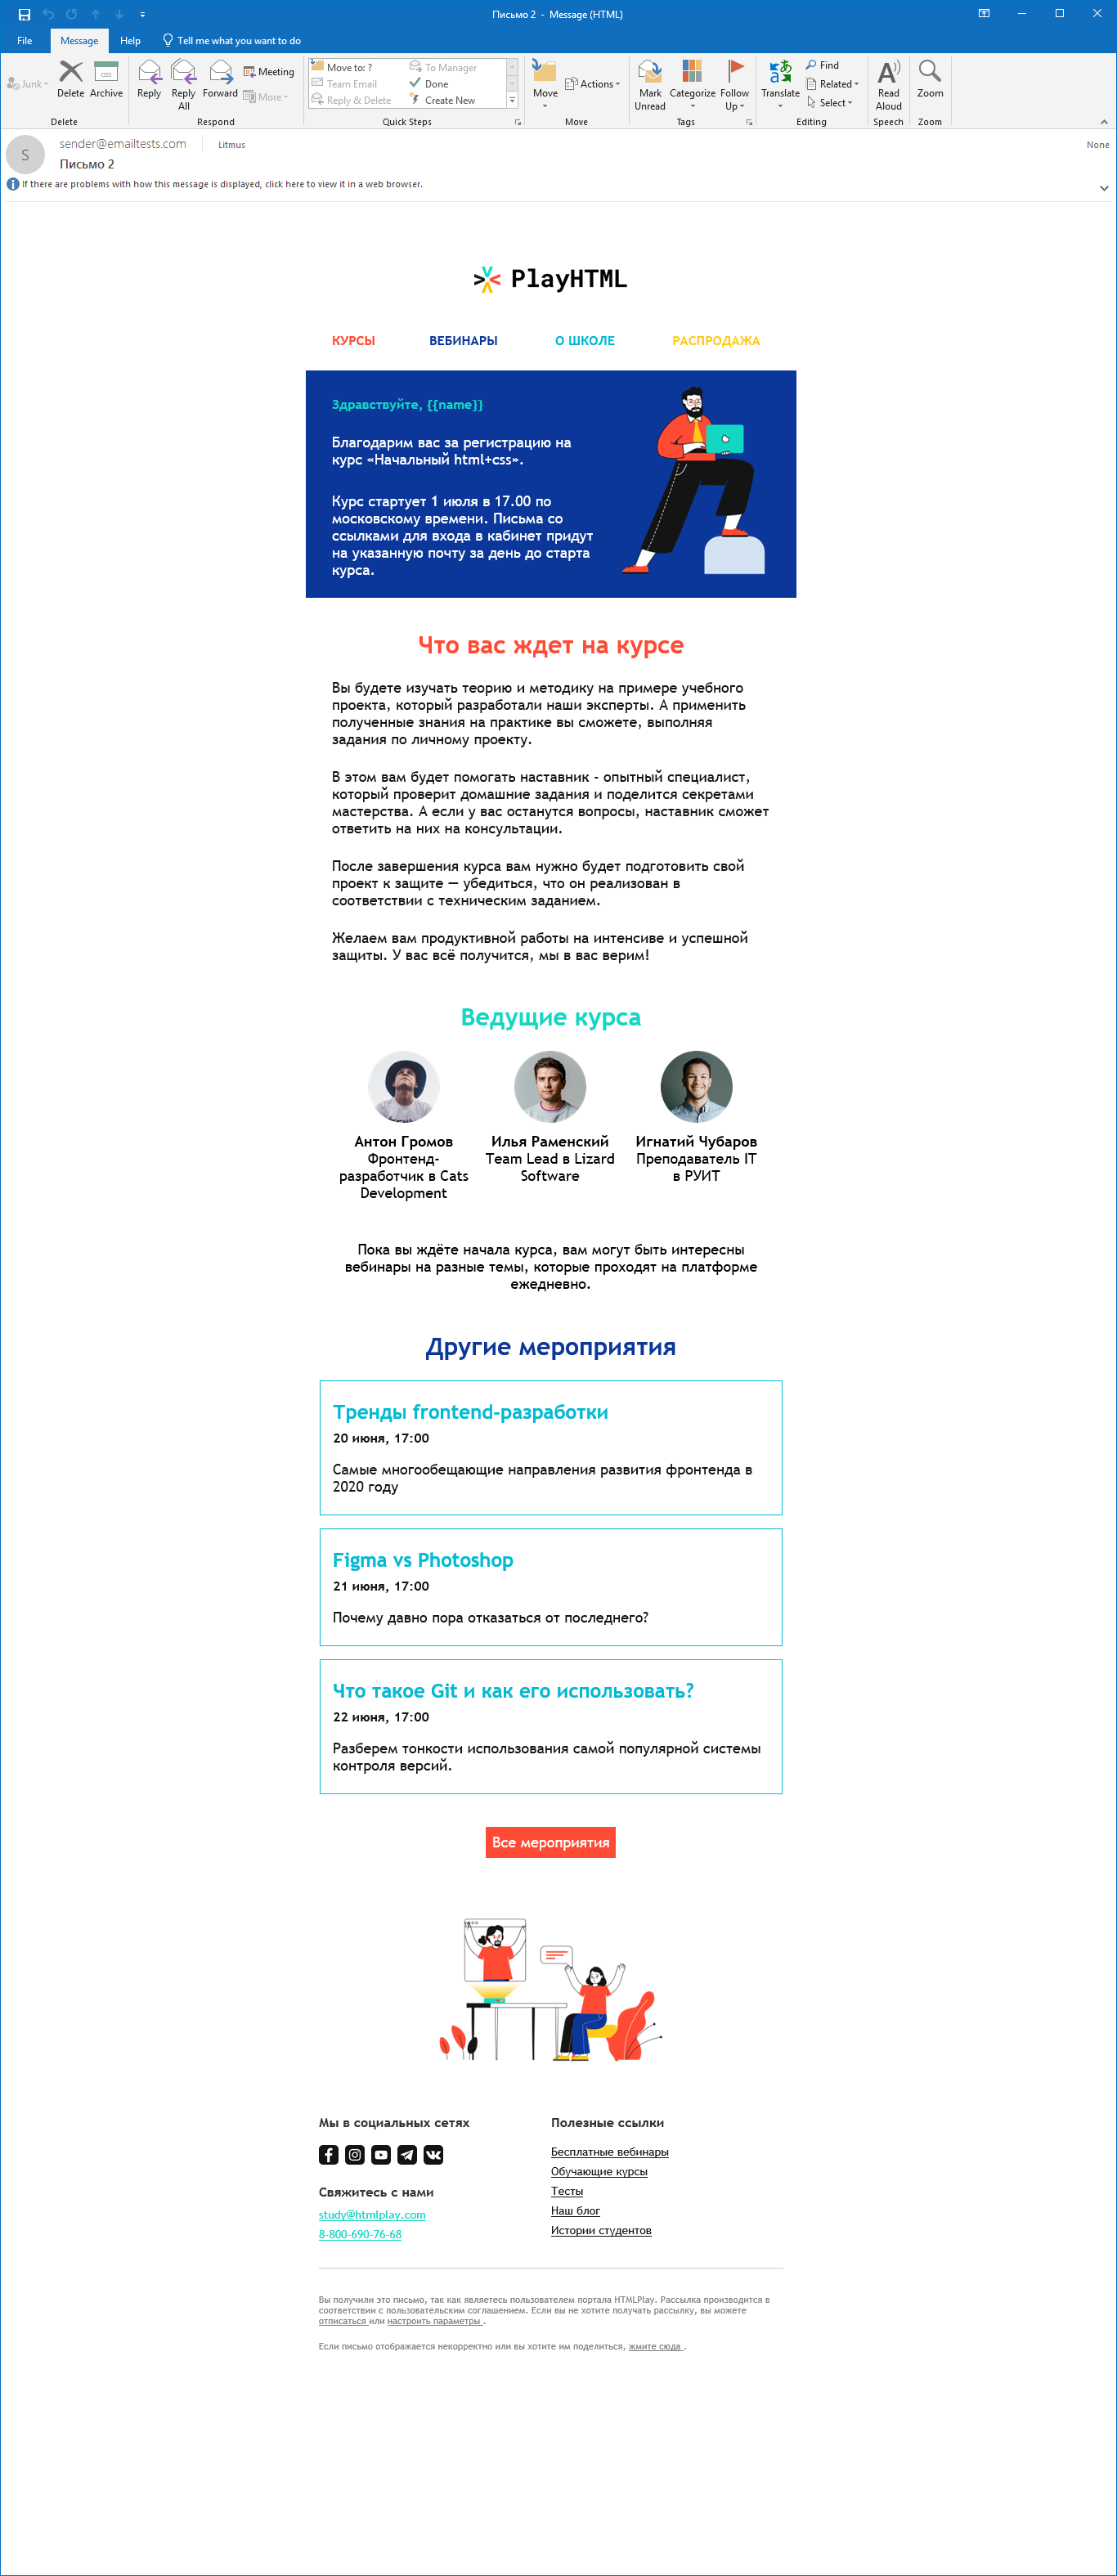 Письмо 2 - Message (HTML)
File Message Help Tell me what you want to do
Junk
Delete
Archive
Delete
Reply
Reply All
Forward
Meeting
More
Respond
Move to: ?
Team Email
Reply & Delete
To Manager
Done
Create New
Quick Steps
Move
Actions
Move
Mark Unread
Categorize
Follow Up
Tags
Translate
Find
Related
Select
Editing
Read Aloud
Speech
Zoom
Zoom
S
sender@emailtests.com
Litmus
None
Письмо 2
If there are problems with how this message is displayed, click here to view it in a web browser.
PlayHTML
КУРСЫ ВЕБИНАРЫ О ШКОЛЕ РАСПРОДАЖА
Здравствуйте, {{name}}
Благодарим вас за регистрацию на
курс «Начальный html+css».
Курс стартует 1 июля в 17.00 по
московскому времени. Письма со
ссылками для входа в кабинет придут
на указанную почту за день до старта
курса.
Что вас ждет на курсе
Вы будете изучать теорию и методику на примере учебного
проекта, который разработали наши эксперты. А применить
полученные знания на практике вы сможете, выполняя
задания по личному проекту.
В этом вам будет помогать наставник - опытный специалист,
который проверит домашние задания и поделится секретами
мастерства. А если у вас останутся вопросы, наставник сможет
ответить на них на консультации.
После завершения курса вам нужно будет подготовить свой
проект к защите — убедиться, что он реализован в
соответствии с техническим заданием.
Желаем вам продуктивной работы на интенсиве и успешной
защиты. У вас всё получится, мы в вас верим!
Ведущие курса
Антон Громов
Фронтенд-
разработчик в Cats
Development
Илья Раменский
Team Lead в Lizard
Software
Игнатий Чубаров
Преподаватель IT
в РУИТ
Пока вы ждёте начала курса, вам могут быть интересны
вебинары на разные темы, которые проходят на платформе
ежедневно.
Другие мероприятия
Тренды frontend-разработки
20 июня, 17:00
Самые многообещающие направления развития фронтенда в
2020 году
Figma vs Photoshop
21 июня, 17:00
Почему давно пора отказаться от последнего?
Что такое Git и как его использовать?
22 июня, 17:00
Разберем тонкости использования самой популярной системы
контроля версий.
Все мероприятия
Мы в социальных сетях
Свяжитесь с нами
study@htmlplay.com
8-800-690-76-68
Полезные ссылки
Бесплатные вебинары
Обучающие курсы
Тесты
Наш блог
Истории студентов
Вы получили это письмо, так как являетесь пользователем портала HTMLPlay. Рассылка производится в
соответствии с пользовательским соглашением. Если вы не хотите получать рассылку, вы можете
отписаться или настроить параметры .
Если письмо отображается некорректно или вы хотите им поделиться, жмите сюда .